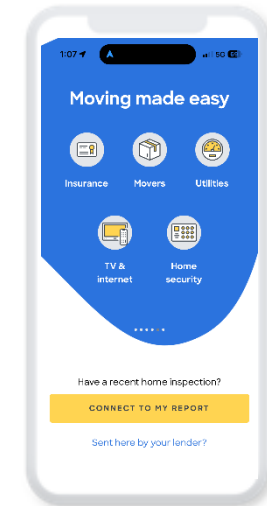 1:07
5G
Moving made easy
Insurance
Movers
Utilities
TV &
internet
Home
security
Have a recent home inspection?
CONNECT TO MY REPORT
Sent here by your lender?